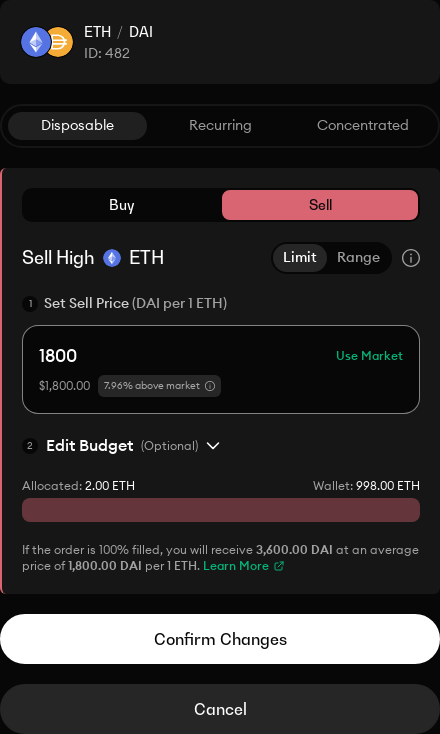 ETH / DAI
ID: 482
Disposable Recurring Concentrated
Buy Sell
Sell High ETH Limit Range
1 Set Sell Price (DAI per 1 ETH)
1800 Use Market
$1,800.00 7.96% above market
2 Edit Budget (Optional)
Allocated: 2.00 ETH Wallet: 998.00 ETH
If the order is 100% filled, you will receive 3,600.00 DAI at an average
price of 1,800.00 DAI per 1 ETH. Learn More
Confirm Changes
Cancel